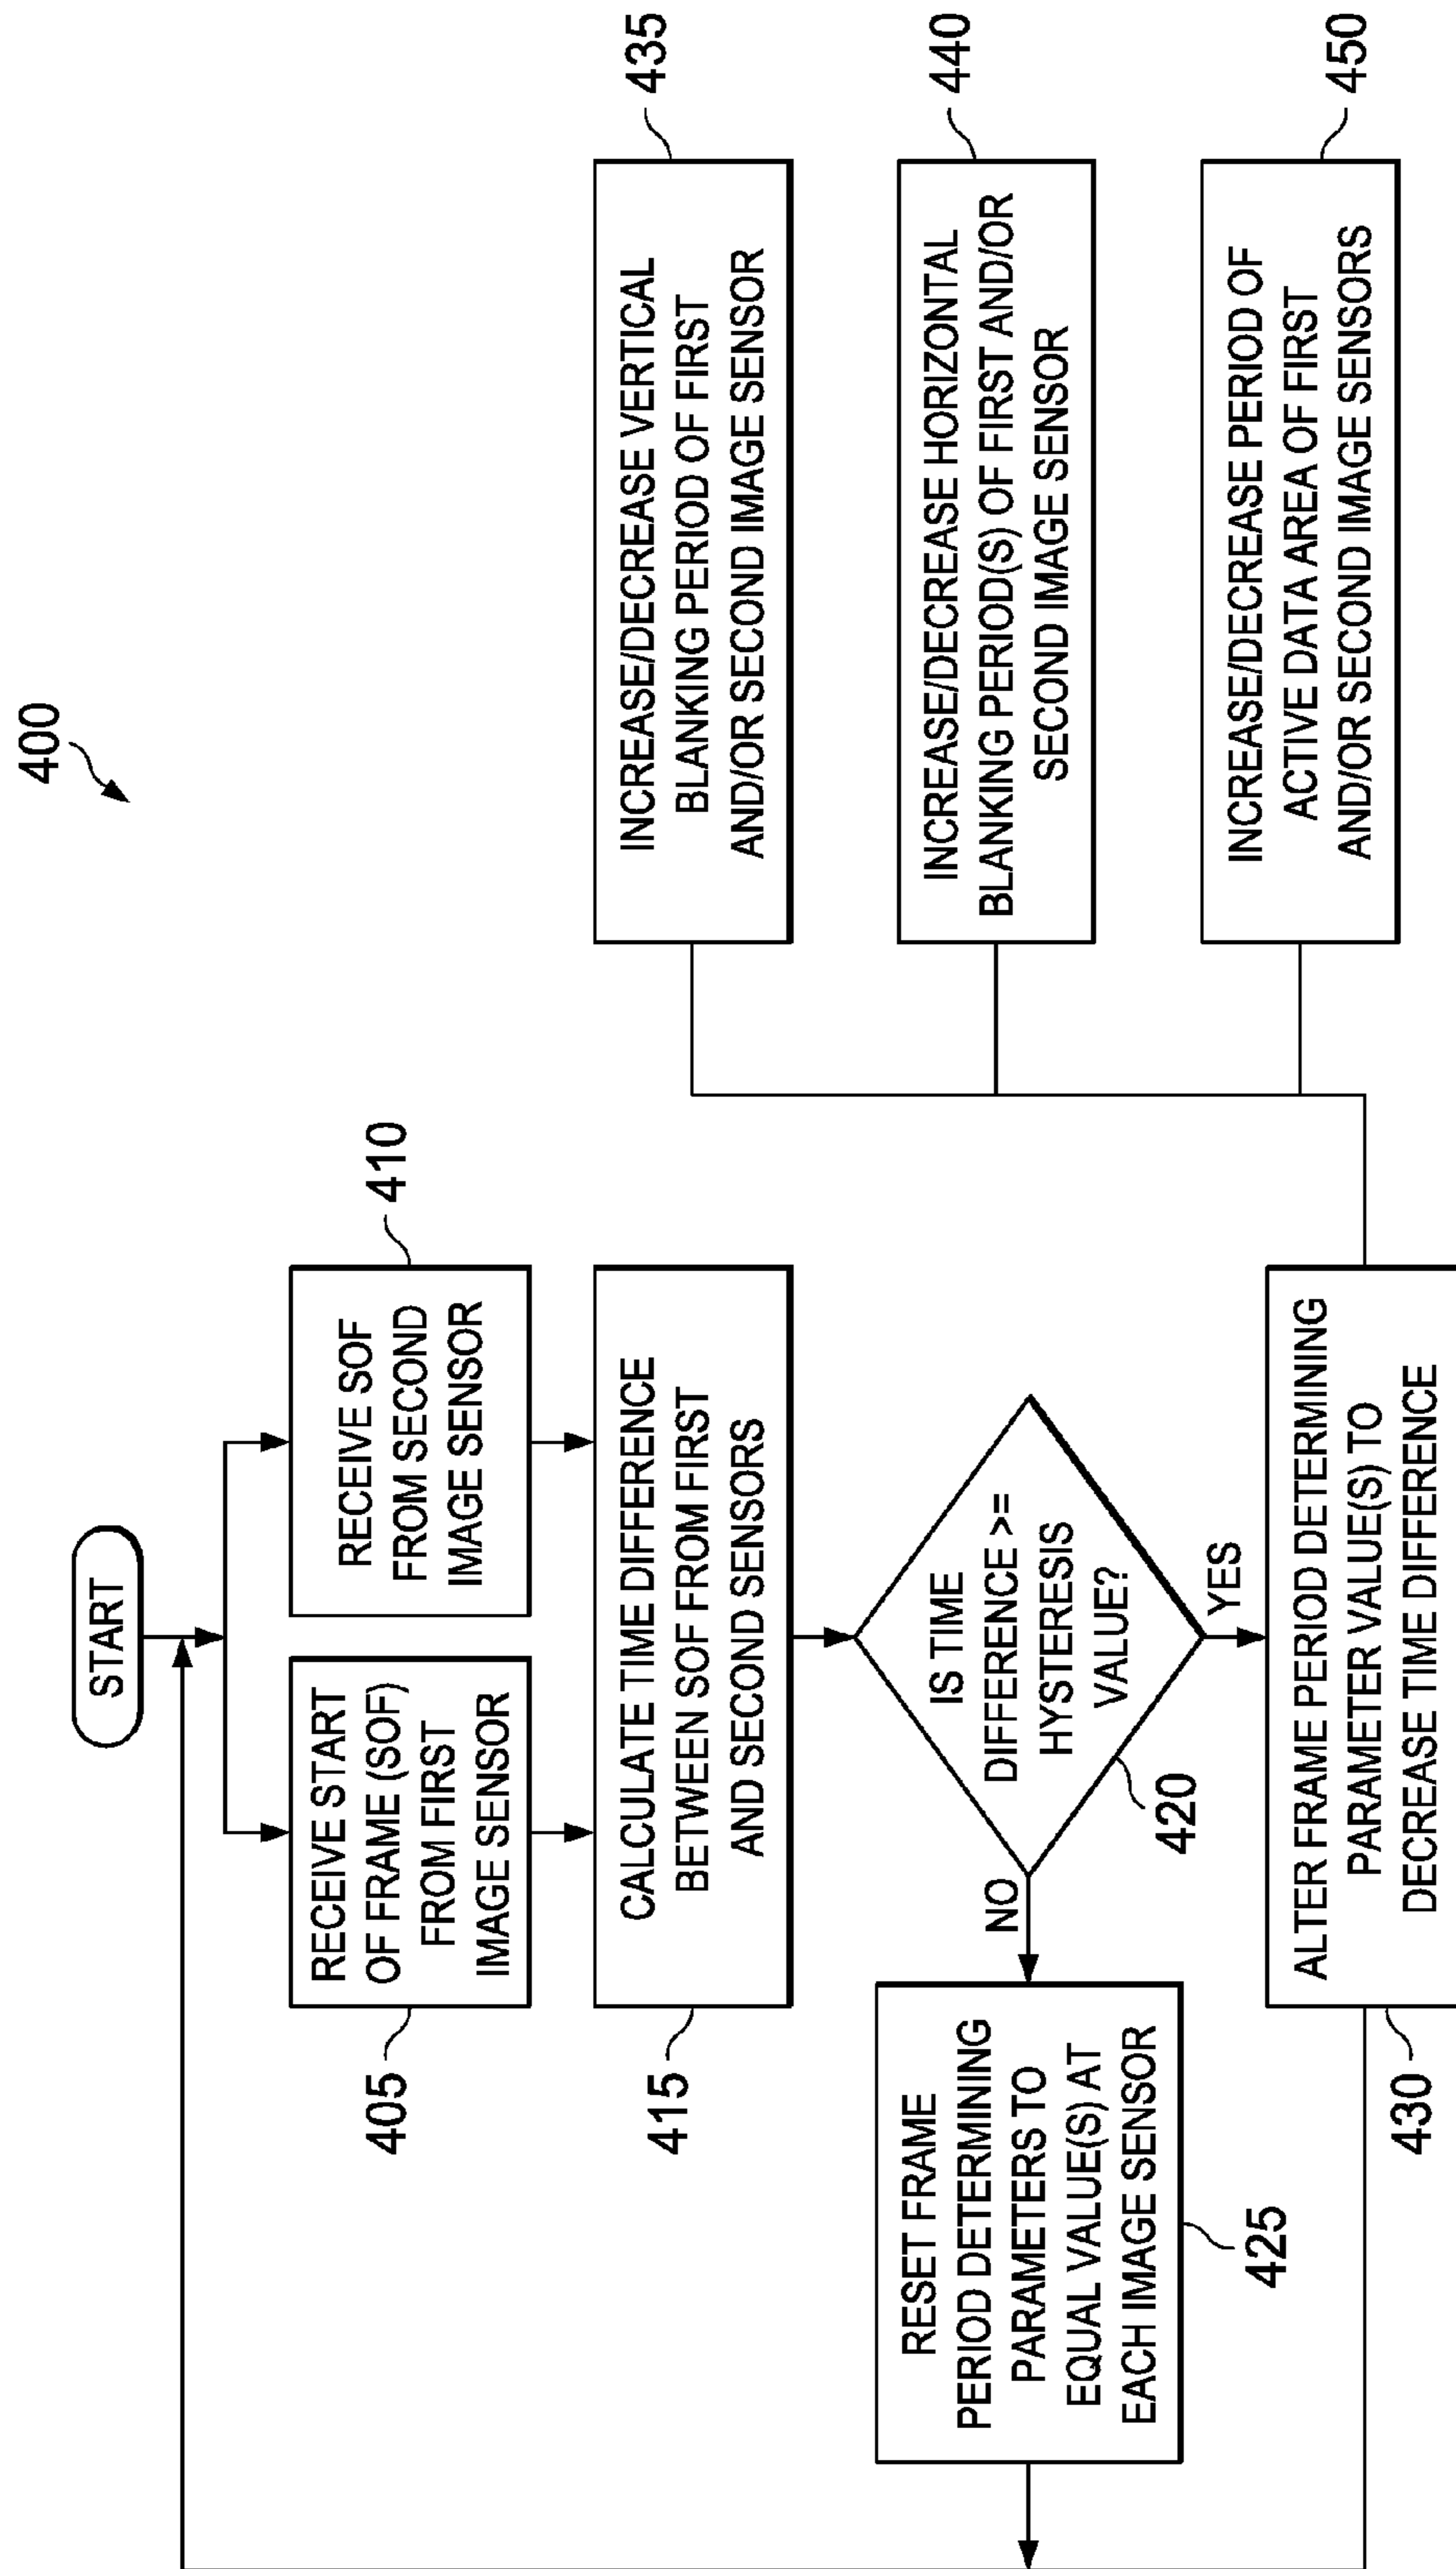 400
START
405
RECEIVE START
OF FRAME (SOF)
FROM FIRST
IMAGE SENSOR
RECEIVE SOF
FROM SECOND
IMAGE SENSOR
410
415
CALCULATE TIME DIFFERENCE
BETWEEN SOF FROM FIRST
AND SECOND SENSORS
IS TIME
DIFFERENCE >=
HYSTERESIS
VALUE?
420
NO
YES
RESET FRAME
PERIOD DETERMINING
PARAMETERS TO
EQUAL VALUE(S) AT
EACH IMAGE SENSOR
425
ALTER FRAME PERIOD DETERMINING
PARAMETER VALUE(S) TO
DECREASE TIME DIFFERENCE
430
INCREASE/DECREASE VERTICAL
BLANKING PERIOD OF FIRST
AND/OR SECOND IMAGE SENSOR
435
INCREASE/DECREASE HORIZONTAL
BLANKING PERIOD(S) OF FIRST AND/OR
SECOND IMAGE SENSOR
440
INCREASE/DECREASE PERIOD OF
ACTIVE DATA AREA OF FIRST
AND/OR SECOND IMAGE SENSORS
450